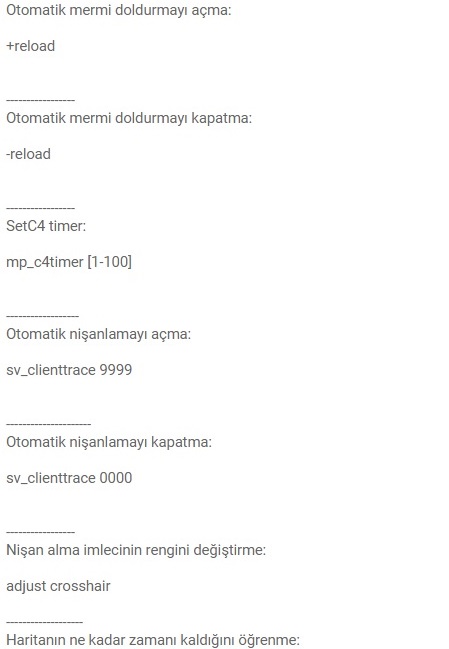 Otomatik mermi doldurmayı açma:
+reload
-----------------
Otomatik mermi doldurmayı kapatma:
-reload
-----------------
SetC4 timer:
mp_c4timer [1-100]
------------------
Otomatik nişanlamayı açma:
sv_clienttrace 9999
---------------------
Otomatik nişanlamayı kapatma:
sv_clienttrace 0000
-----------------
Nişan alma imlecinin rengini değiştirme:
adjust crosshair
-------------------
Haritanın ne kadar zamanı kaldığını öğrenme: